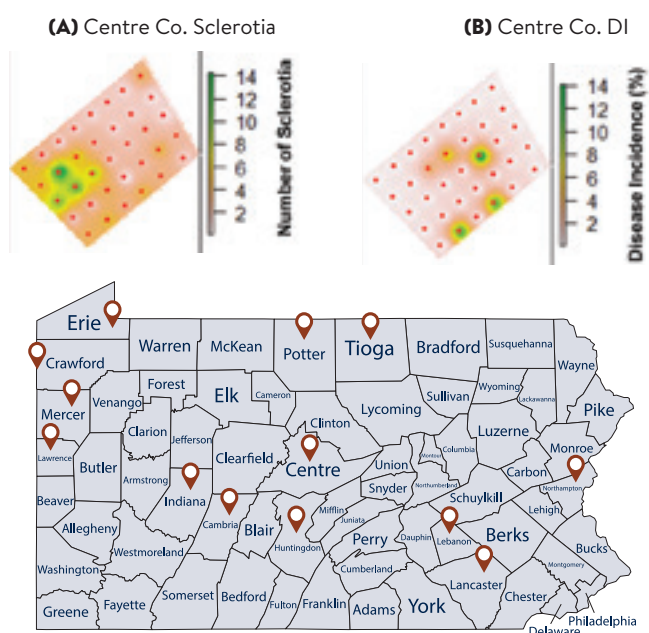 (A) Centre Co. Sclerotia
(B) Centre Co. DI
14
12
10
8
6
4
2
Number of Sclerotia
14
12
10
8
6
4
2
Disease Incidence (%)
Erie
Crawford
Warren
McKean
Potter
Tioga
Bradford
Susquehanna
Wayne
Mercer
Venango
Forest
Elk
Cameron
Clinton
Lycoming
Sullivan
Wyoming
Lackawanna
Pike
Lawrence
Butler
Clarion
Jefferson
Clearfield
Centre
Union
Montour
Columbia
Luzerne
Monroe
Beaver
Armstrong
Indiana
Cambria
Blair
Huntingdon
Mifflin
Juniata
Snyder
Northumberland
Schuylkill
Carbon
Northampton
Lehigh
Allegheny
Westmoreland
Perry
Dauphin
Lebanon
Berks
Bucks
Montgomery
Washington
Cumberland
Lancaster
Chester
Greene
Fayette
Somerset
Bedford
Fulton
Franklin
Adams
York
Philadelphia
Delaware